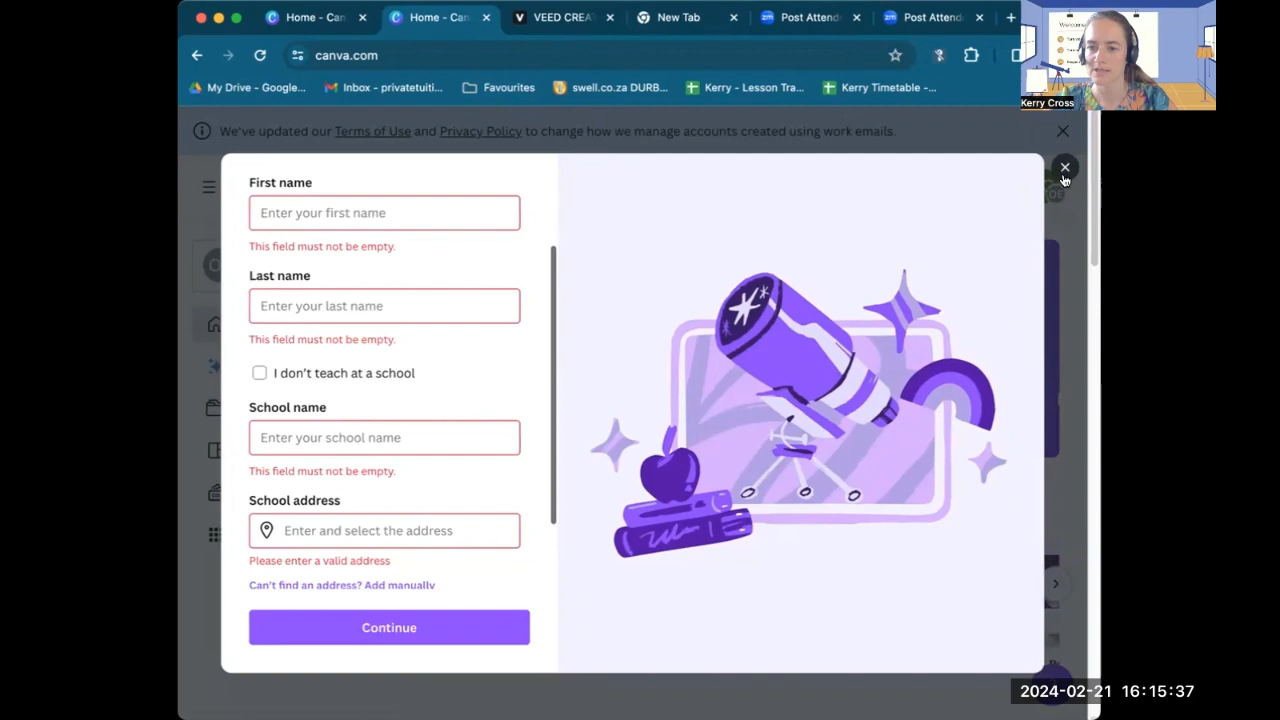 Home - Can
Home - Can
VEED CREA
New Tab
Post Attend
Post Attend
canva.com
My Drive - Google...
Inbox - privatetuiti...
Favourites
swell.co.za DURB...
Kerry - Lesson Tra...
Kerry Timetable -...
Kerry Cross
We've updated our Terms of Use and Privacy Policy to change how we manage accounts created using work emails.
First name
Enter your first name
This field must not be empty.
Last name
Enter your last name
This field must not be empty.
I don't teach at a school
School name
Enter your school name
This field must not be empty.
School address
Enter and select the address
Please enter a valid address
Can't find an address? Add manually
Continue
2024-02-21 16:15:37